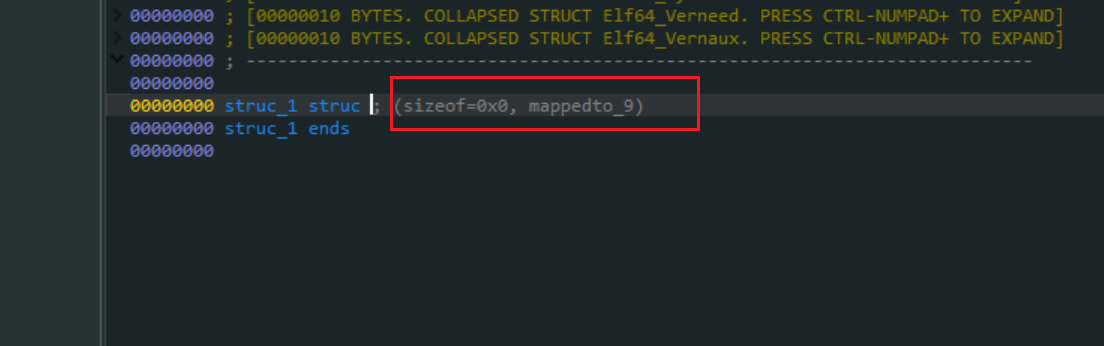 00000000 ; [00000010 BYTES. COLLAPSED STRUCT Elf64_Verneed. PRESS CTRL-NUMPAD+ TO EXPAND]
00000000 ; [00000010 BYTES. COLLAPSED STRUCT Elf64_Vernaux. PRESS CTRL-NUMPAD+ TO EXPAND]
00000000 ; ---------------------------------------------------------------------------
00000000
00000000 struc_1 struc ; (sizeof=0x0, mappedto_9)
00000000 struc_1 ends
00000000